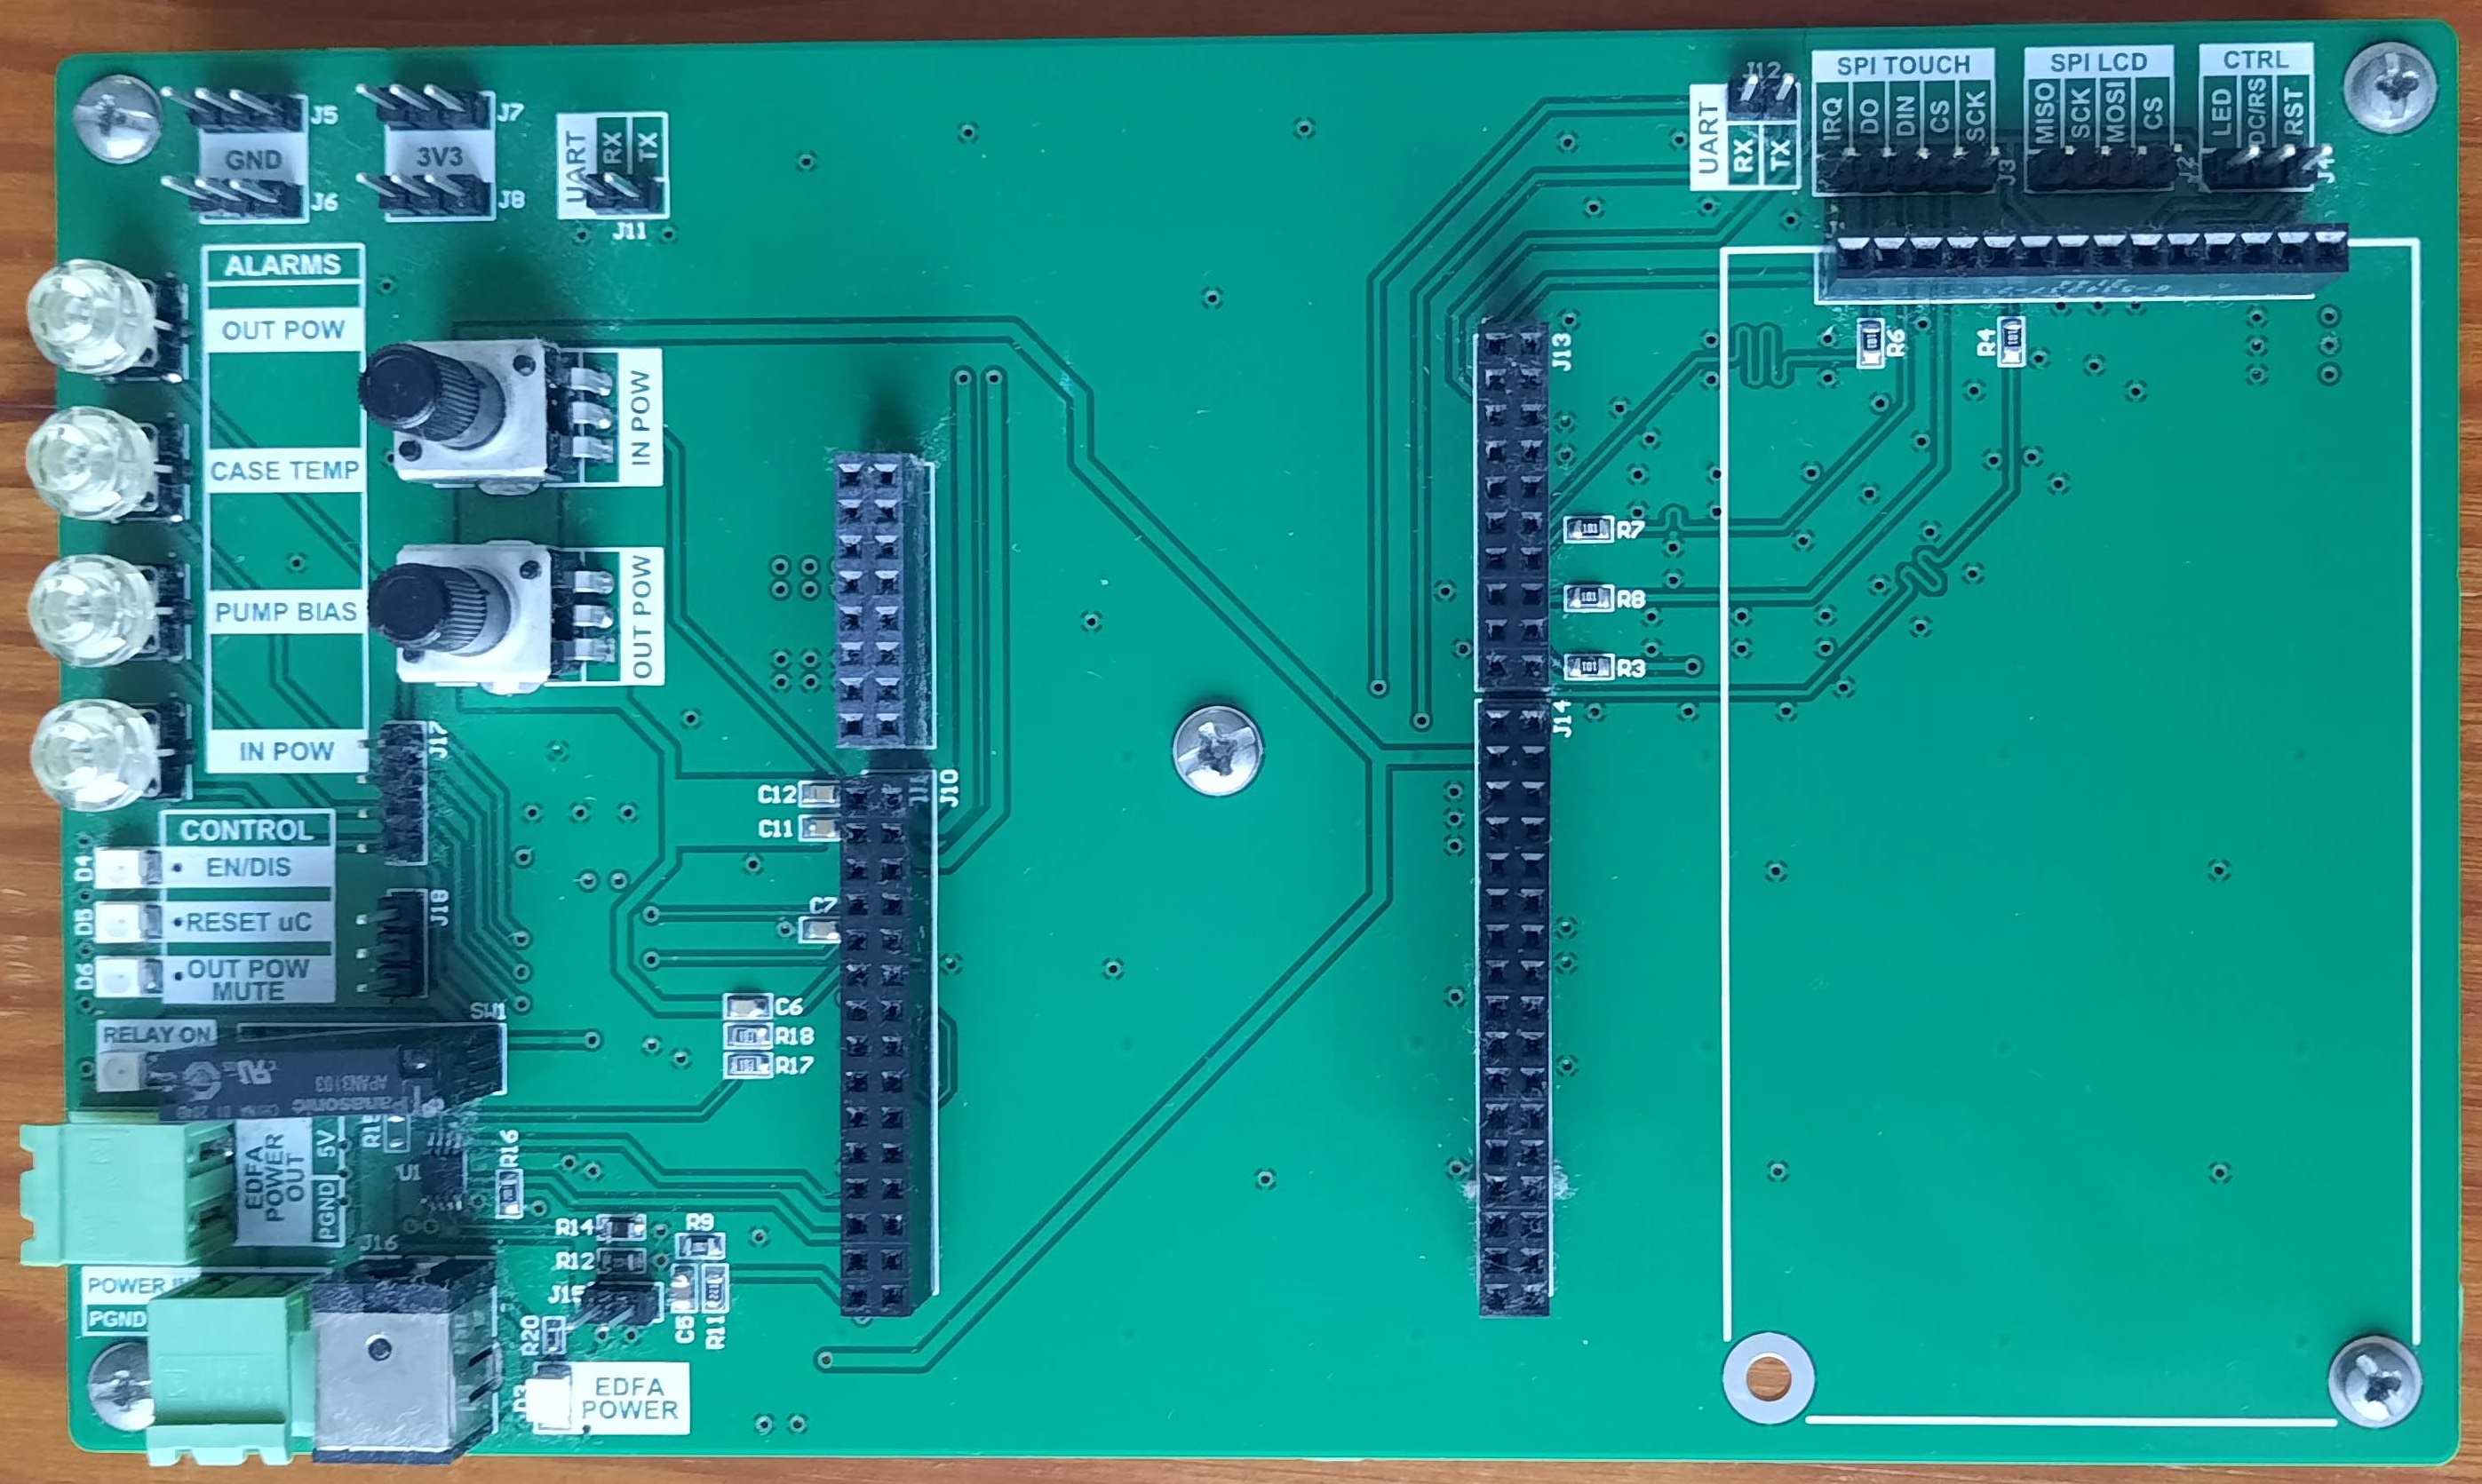 J5
GND
J6
J7
3V3
J8
UART
RX
TX
J11
J12
UART
RX
TX
SPI TOUCH
IRQ
DO
DIN
CS
SCK
J3
SPI LCD
MISO
SCK
MOSI
CS
J2
CTRL
LED
DC/RS
RST
J4
ALARMS
OUT POW
CASE TEMP
PUMP BIAS
IN POW
IN POW
OUT POW
J13
R6
R4
R7
R8
R3
J14
J17
J18
J10
C12
C11
C7
C6
R18
R17
CONTROL
D4
EN/DIS
D5
RESET uC
D6
OUT POW
MUTE
RELAY ON
SW1
Panasonic
APAN3103
EDFA
POWER
OUT
5V
PGND
U1
R16
J16
R14
R12
R9
J15
C5
R11
R20
POWER
PGND
D3
EDFA
POWER